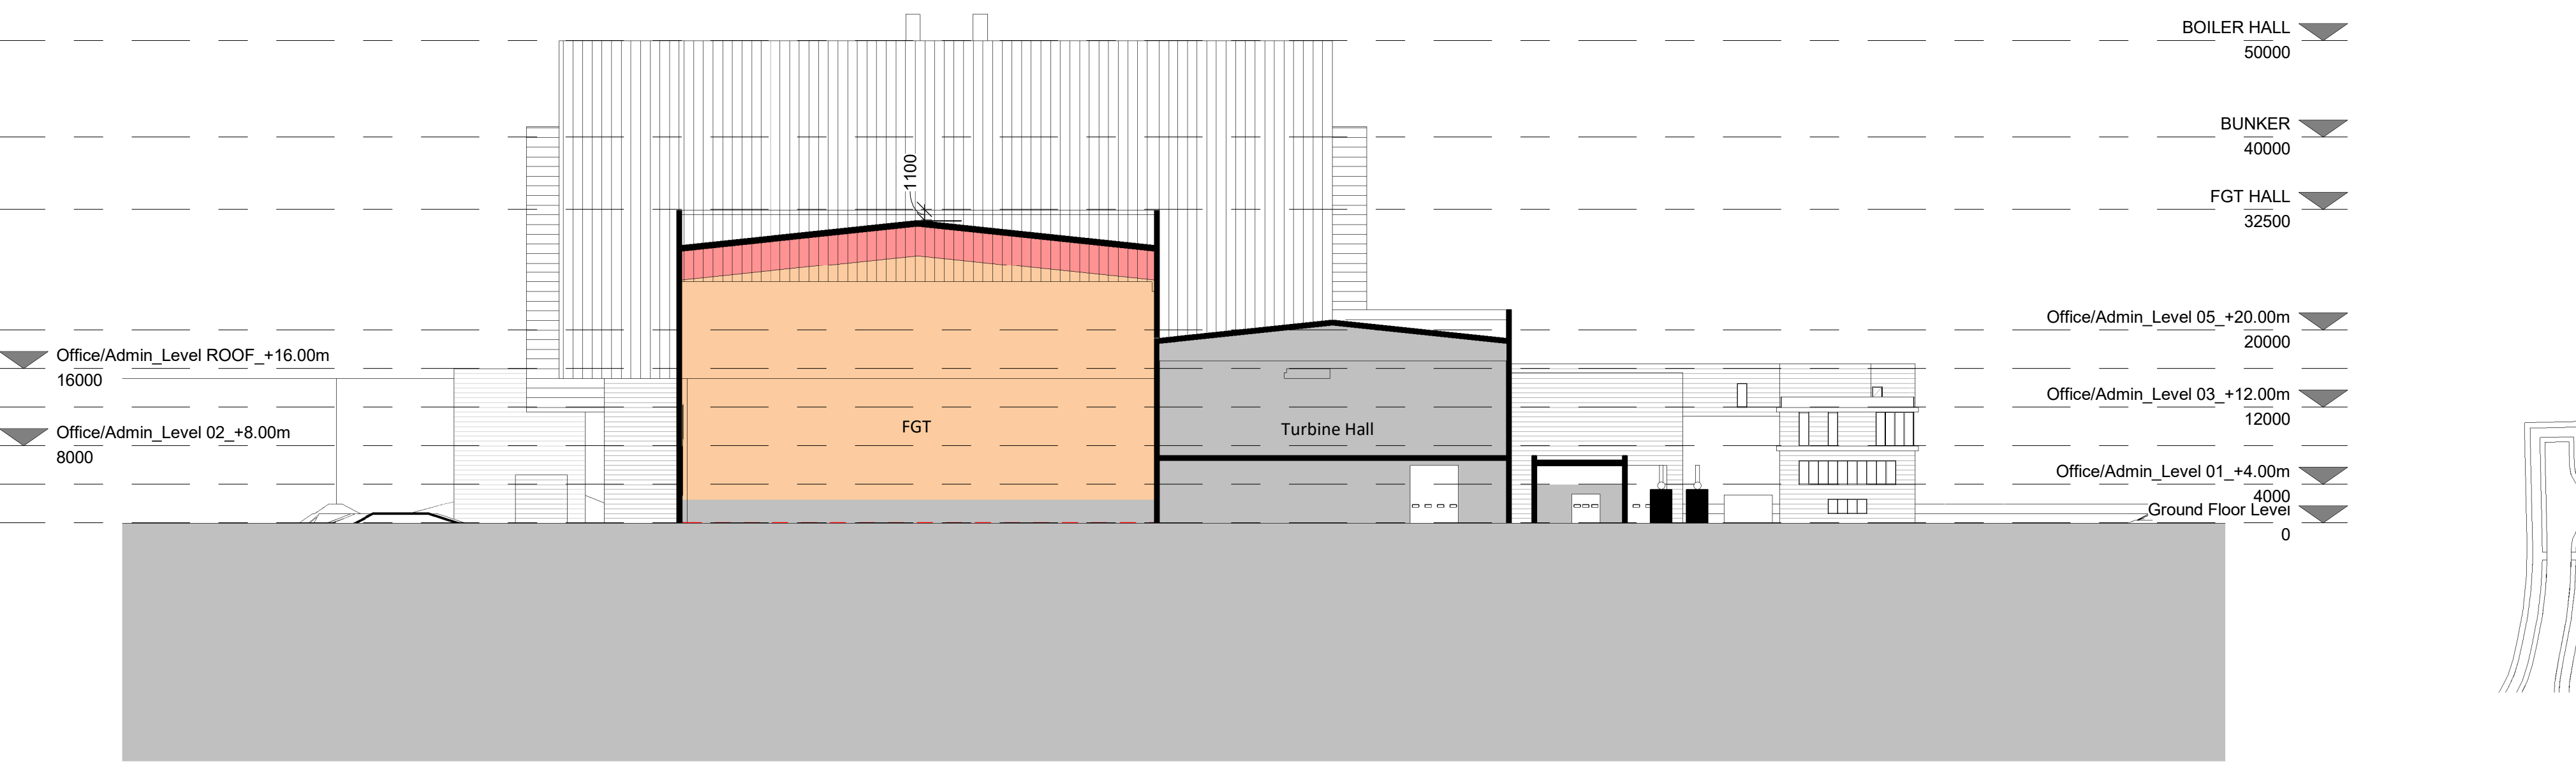 BOILER HALL
50000
BUNKER
40000
1100
FGT HALL
32500
Office/Admin_Level 05_+20.00m
20000
Office/Admin_Level ROOF_+16.00m
16000
Office/Admin_Level 03_+12.00m
12000
FGT
Turbine Hall
Office/Admin_Level 02_+8.00m
8000
Office/Admin_Level 01_+4.00m
4000
Ground Floor Level
0